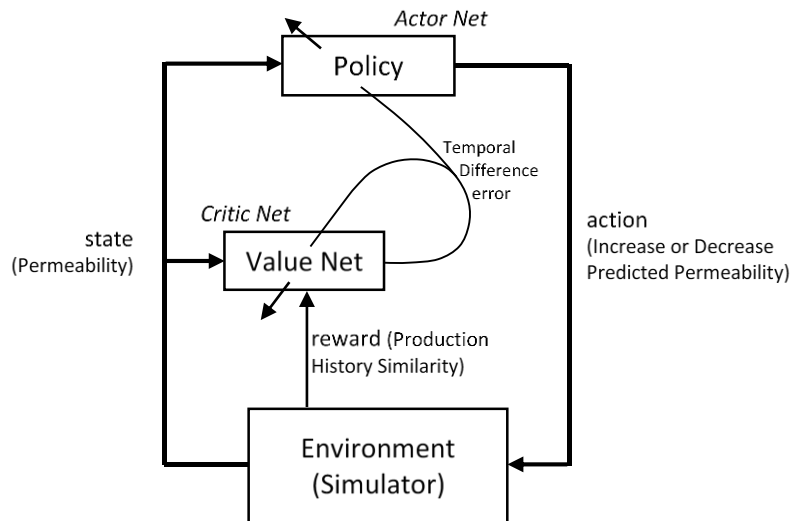 Actor Net
Policy
Temporal
Difference
error
Critic Net
state
(Permeability)
Value Net
action
(Increase or Decrease
Predicted Permeability)
reward (Production
History Similarity)
Environment
(Simulator)